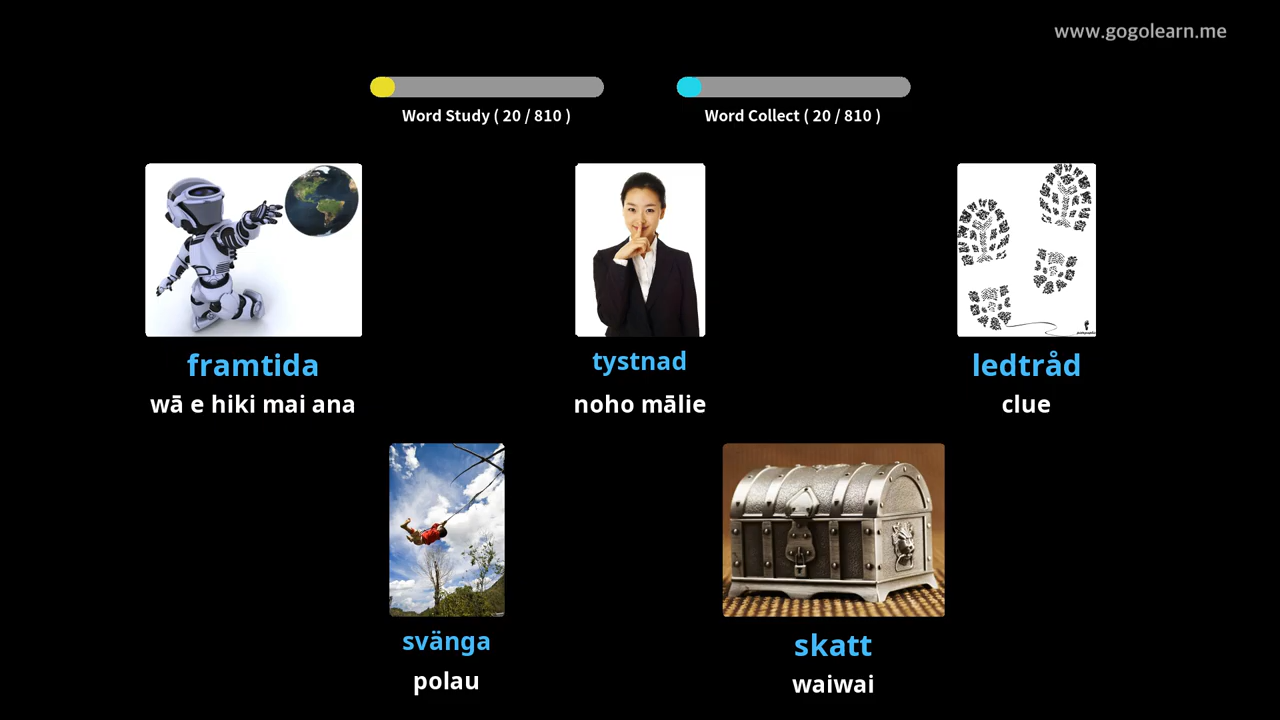 www.gogolearn.me
Word Study ( 20 / 810 )
Word Collect ( 20 / 810 )
framtida
wā e hiki mai ana
tystnad
noho mālie
ledtråd
clue
svänga
polau
skatt
waiwai